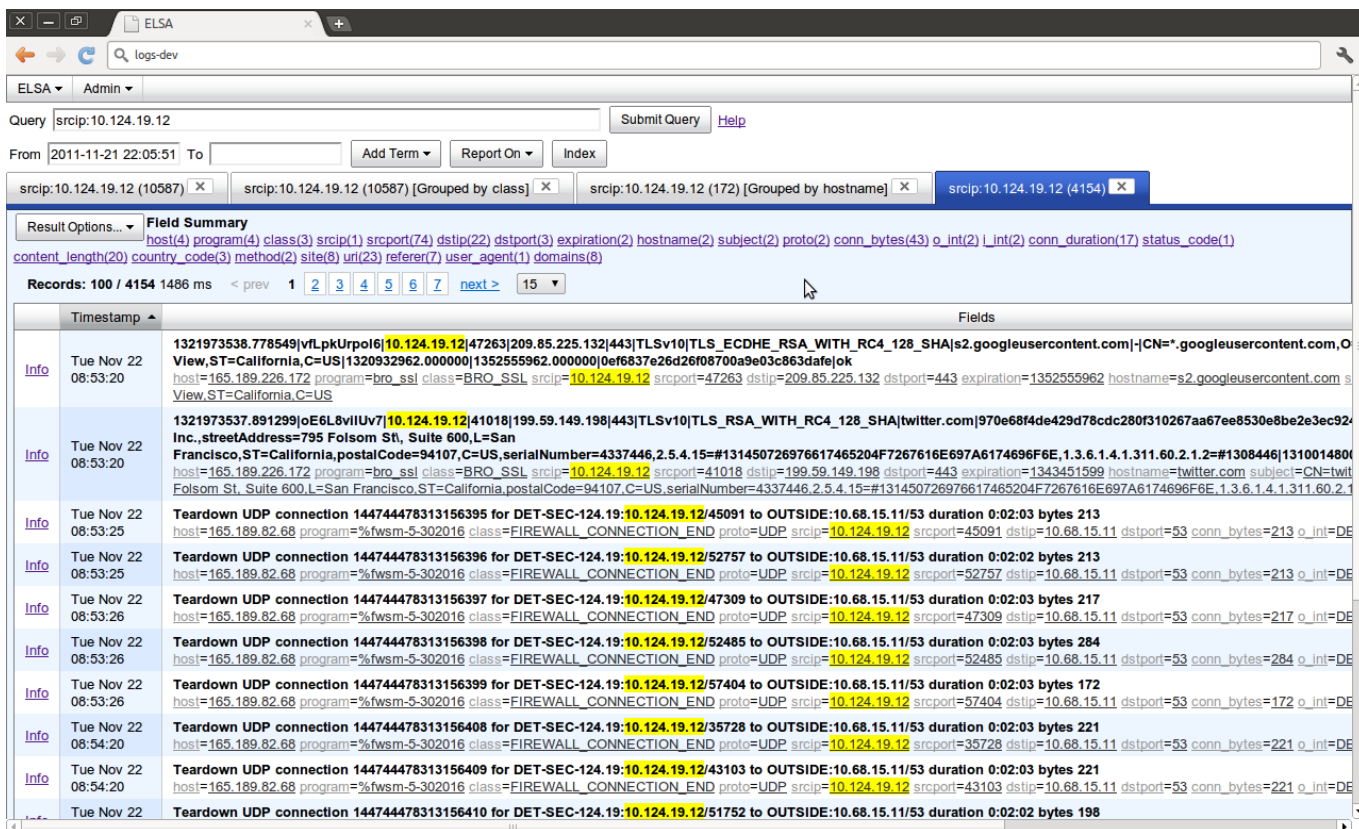 ELSA
logs-dev
ELSA Admin
Query srcip:10.124.19.12 Submit Query Help
From 2011-11-21 22:05:51 To Add Term Report On Index
srcip:10.124.19.12 (10587) srcip:10.124.19.12 (10587) [Grouped by class] srcip:10.124.19.12 (172) [Grouped by hostname] srcip:10.124.19.12 (4154)
Result Options... Field Summary
host(4) program(4) class(3) srcip(1) srcport(74) dstip(22) dstport(3) expiration(2) hostname(2) subject(2) proto(2) conn_bytes(43) o_int(2) i_int(2) conn_duration(17) status_code(1)
content_length(20) country_code(3) method(2) site(8) uri(23) referer(7) user_agent(1) domains(8)
Records: 100 / 4154 1486 ms < prev 1 2 3 4 5 6 7 next > 15
Timestamp Fields
1321973538.778549|vfLpkUrpol6|10.124.19.12|47263|209.85.225.132|443|TLSv10|TLS_ECDHE_RSA_WITH_RC4_128_SHA|s2.googleusercontent.com|-|CN=*.googleusercontent.com,O
View,ST=California,C=US|1320932962.000000|1352555962.000000|0ef6837e26d26f08700a9e03c863dafe|ok
Info Tue Nov 22
08:53:20
host=165.189.226.172 program=bro_ssl class=BRO_SSL srcip=10.124.19.12 srcport=47263 dstip=209.85.225.132 dstport=443 expiration=1352555962 hostname=s2.googleusercontent.com s
View,ST=California,C=US
1321973537.891299|oE6L8vilUv7|10.124.19.12|41018|199.59.149.198|443|TLSv10|TLS_RSA_WITH_RC4_128_SHA|twitter.com|970e68f4de429d78cdc280f310267aa67ee8530e8be2e3ec924
Inc.,streetAddress=795 Folsom St\, Suite 600,L=San
Francisco,ST=California,postalCode=94107,C=US,serialNumber=4337446,2.5.4.15=#131450726976617465204F7267616E697A6174696F6E,1.3.6.1.4.1.311.60.2.1.2=#1308446|1310014800
Info Tue Nov 22
08:53:20
host=165.189.226.172 program=bro_ssl class=BRO_SSL srcip=10.124.19.12 srcport=41018 dstip=199.59.149.198 dstport=443 expiration=1343451599 hostname=twitter.com subject=CN=twit
Folsom St, Suite 600,L=San Francisco,ST=California,postalCode=94107,C=US,serialNumber=4337446,2.5.4.15=#131450726976617465204F7267616E697A6174696F6E,1.3.6.1.4.1.311.60.2.1
Info Tue Nov 22 Teardown UDP connection 144744478313156395 for DET-SEC-124.19:10.124.19.12/45091 to OUTSIDE:10.68.15.11/53 duration 0:02:03 bytes 213
08:53:25 host=165.189.82.68 program=%fwsm-5-302016 class=FIREWALL_CONNECTION_END proto=UDP srcip=10.124.19.12 srcport=45091 dstip=10.68.15.11 dstport=53 conn_bytes=213 o_int=DE
Info Tue Nov 22 Teardown UDP connection 144744478313156396 for DET-SEC-124.19:10.124.19.12/52757 to OUTSIDE:10.68.15.11/53 duration 0:02:02 bytes 213
08:53:25 host=165.189.82.68 program=%fwsm-5-302016 class=FIREWALL_CONNECTION_END proto=UDP srcip=10.124.19.12 srcport=52757 dstip=10.68.15.11 dstport=53 conn_bytes=213 o_int=DE
Info Tue Nov 22 Teardown UDP connection 144744478313156397 for DET-SEC-124.19:10.124.19.12/47309 to OUTSIDE:10.68.15.11/53 duration 0:02:03 bytes 217
08:53:26 host=165.189.82.68 program=%fwsm-5-302016 class=FIREWALL_CONNECTION_END proto=UDP srcip=10.124.19.12 srcport=47309 dstip=10.68.15.11 dstport=53 conn_bytes=217 o_int=DE
Info Tue Nov 22 Teardown UDP connection 144744478313156398 for DET-SEC-124.19:10.124.19.12/52485 to OUTSIDE:10.68.15.11/53 duration 0:02:03 bytes 284
08:53:26 host=165.189.82.68 program=%fwsm-5-302016 class=FIREWALL_CONNECTION_END proto=UDP srcip=10.124.19.12 srcport=52485 dstip=10.68.15.11 dstport=53 conn_bytes=284 o_int=DE
Info Tue Nov 22 Teardown UDP connection 144744478313156399 for DET-SEC-124.19:10.124.19.12/57404 to OUTSIDE:10.68.15.11/53 duration 0:02:03 bytes 172
08:53:26 host=165.189.82.68 program=%fwsm-5-302016 class=FIREWALL_CONNECTION_END proto=UDP srcip=10.124.19.12 srcport=57404 dstip=10.68.15.11 dstport=53 conn_bytes=172 o_int=DE
Info Tue Nov 22 Teardown UDP connection 144744478313156408 for DET-SEC-124.19:10.124.19.12/35728 to OUTSIDE:10.68.15.11/53 duration 0:02:03 bytes 221
08:54:20 host=165.189.82.68 program=%fwsm-5-302016 class=FIREWALL_CONNECTION_END proto=UDP srcip=10.124.19.12 srcport=35728 dstip=10.68.15.11 dstport=53 conn_bytes=221 o_int=DE
Info Tue Nov 22 Teardown UDP connection 144744478313156409 for DET-SEC-124.19:10.124.19.12/43103 to OUTSIDE:10.68.15.11/53 duration 0:02:03 bytes 221
08:54:20 host=165.189.82.68 program=%fwsm-5-302016 class=FIREWALL_CONNECTION_END proto=UDP srcip=10.124.19.12 srcport=43103 dstip=10.68.15.11 dstport=53 conn_bytes=221 o_int=DE
Tue Nov 22 Teardown UDP connection 144744478313156410 for DET-SEC-124.19:10.124.19.12/51752 to OUTSIDE:10.68.15.11/53 duration 0:02:02 bytes 198